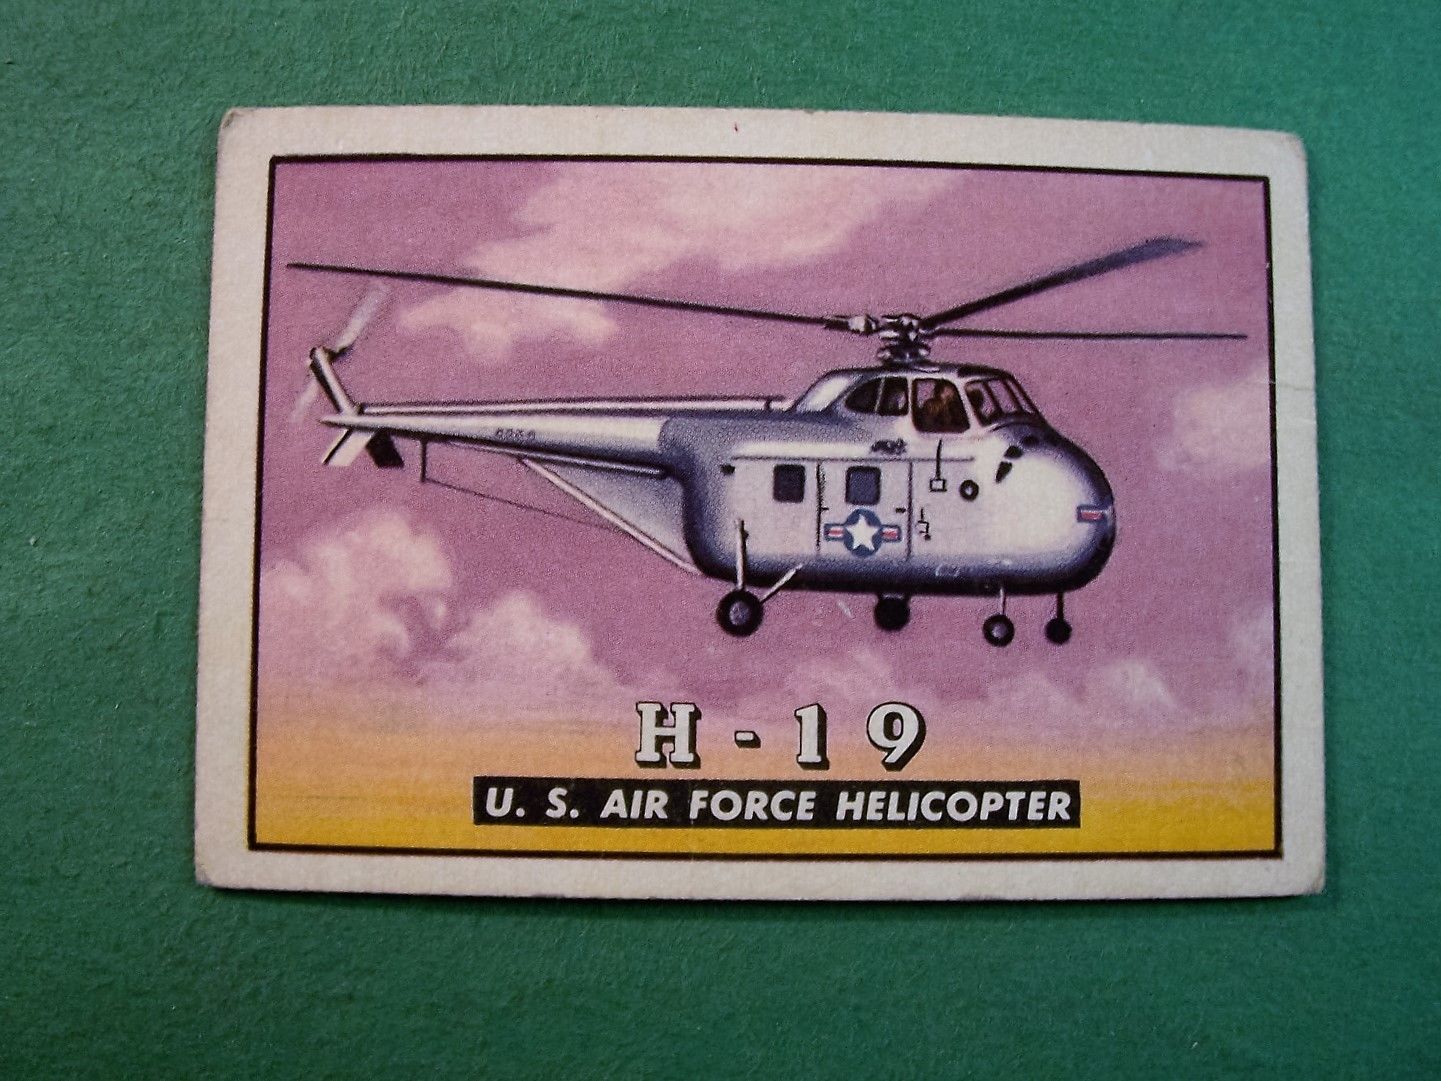 H - 19
U. S. AIR FORCE HELICOPTER